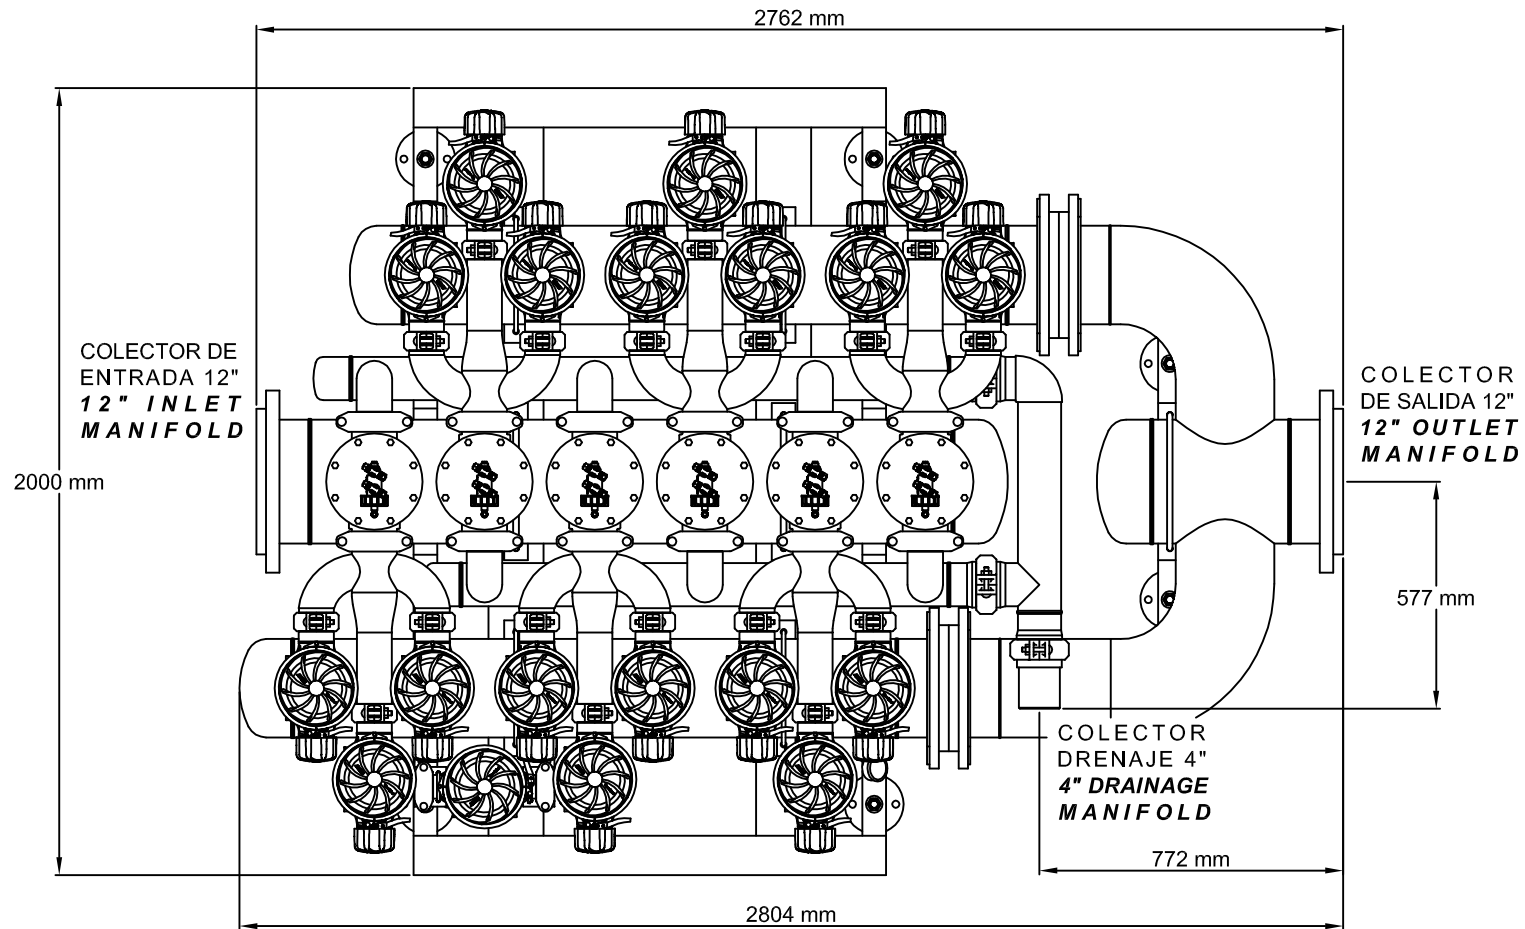 2762 mm
COLECTOR DE
ENTRADA 12"
12" INLET
MANIFOLD
COLECTOR
DE SALIDA 12"
12" OUTLET
MANIFOLD
2000 mm
577 mm
COLECTOR
DRENAJE 4"
4" DRAINAGE
MANIFOLD
772 mm
2804 mm